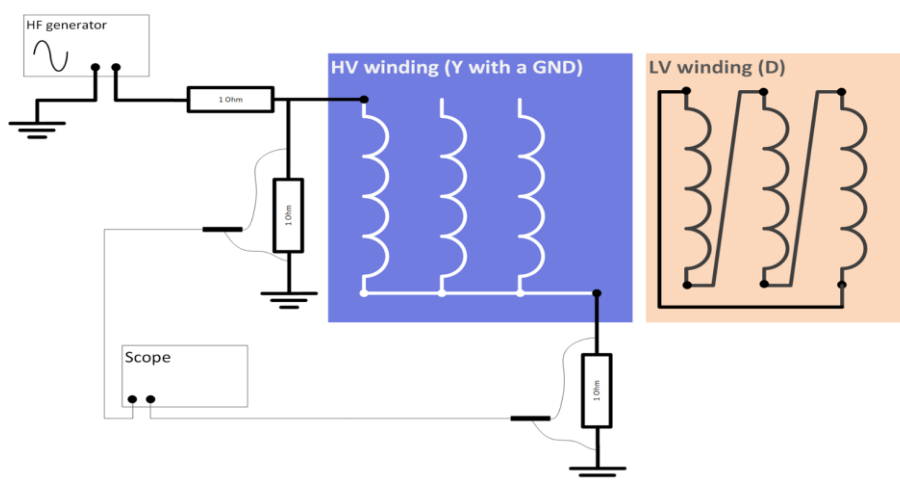 HF generator
HV winding (Y with a GND)
LV winding (D)
1 Ohm
1 Ohm
Scope
1 Ohm